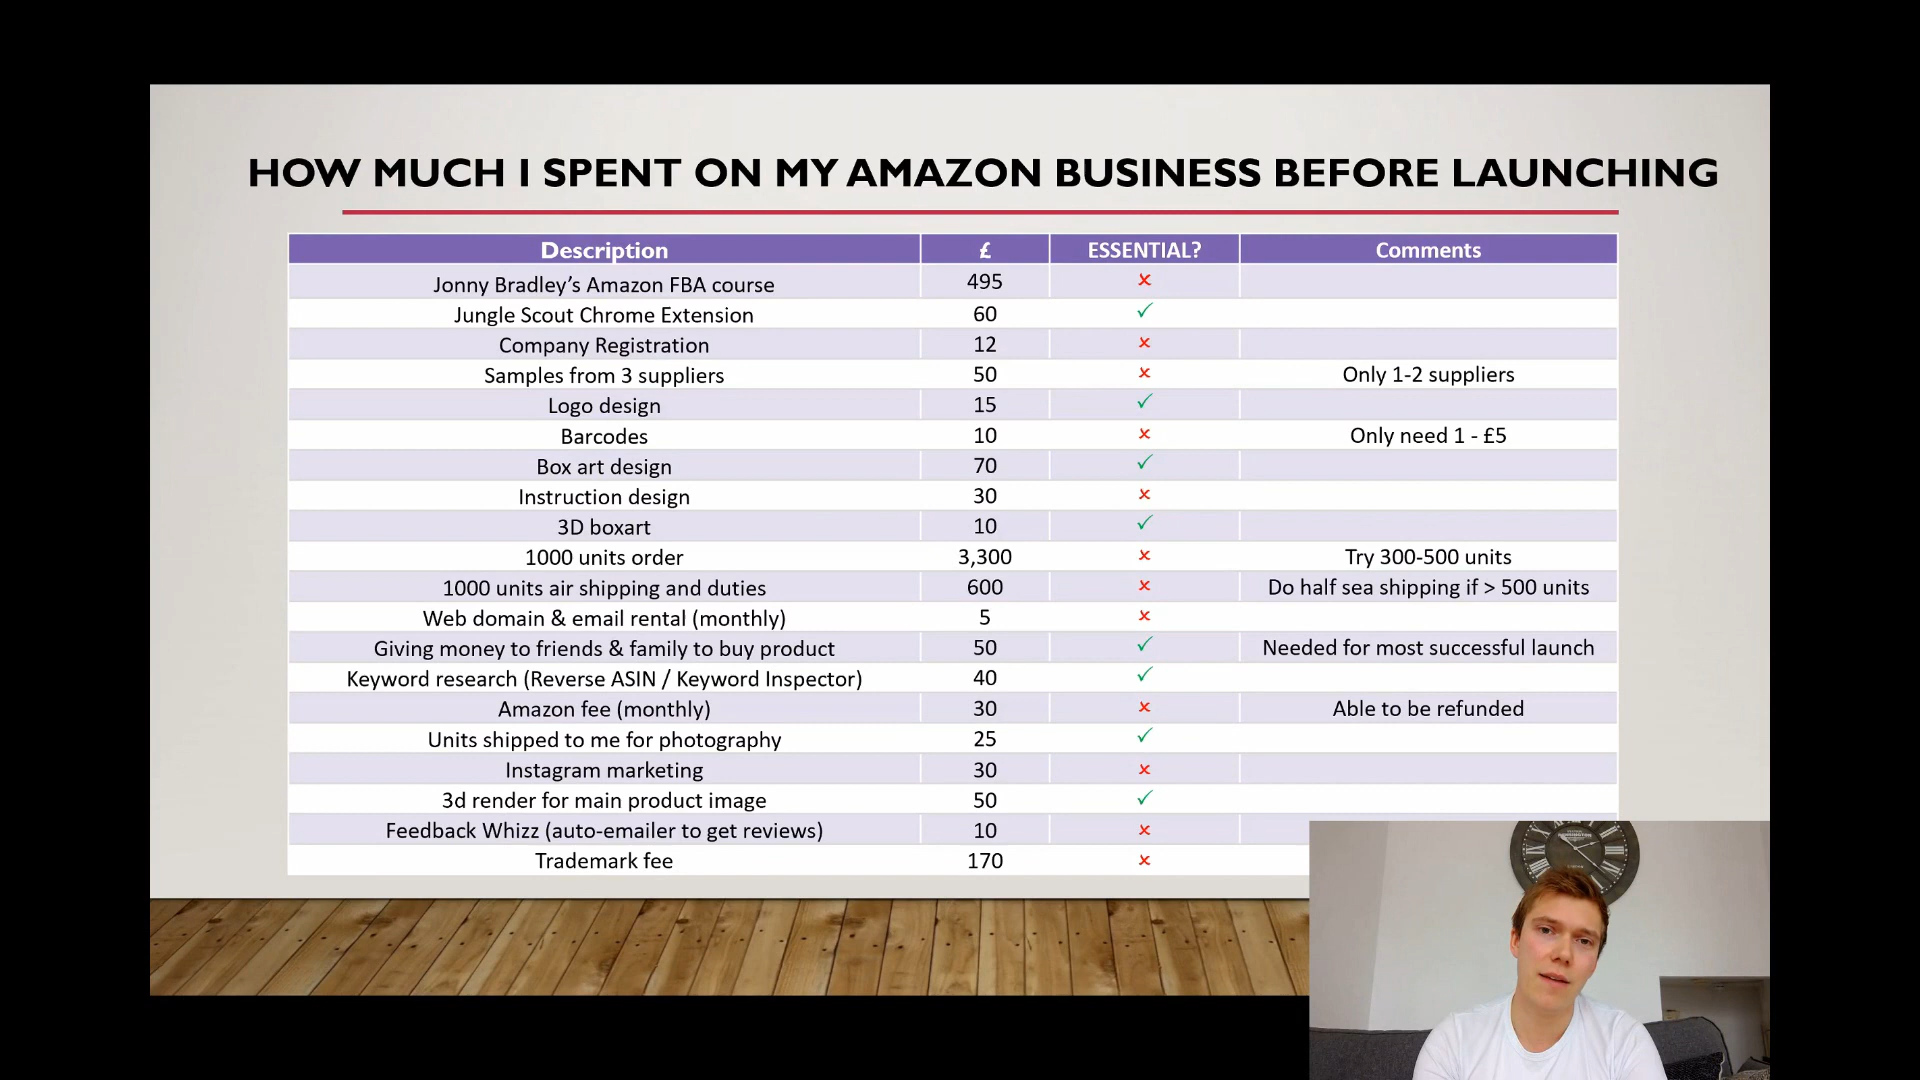 HOW MUCH I SPENT ON MY AMAZON BUSINESS BEFORE LAUNCHING
Description £ ESSENTIAL? Comments
Jonny Bradley’s Amazon FBA course 495 ✗
Jungle Scout Chrome Extension 60 ✓
Company Registration 12 ✗
Samples from 3 suppliers 50 ✗ Only 1-2 suppliers
Logo design 15 ✓
Barcodes 10 ✗ Only need 1 - £5
Box art design 70 ✓
Instruction design 30 ✗
3D boxart 10 ✓
1000 units order 3,300 ✗ Try 300-500 units
1000 units air shipping and duties 600 ✗ Do half sea shipping if > 500 units
Web domain & email rental (monthly) 5 ✗
Giving money to friends & family to buy product 50 ✓ Needed for most successful launch
Keyword research (Reverse ASIN / Keyword Inspector) 40 ✓
Amazon fee (monthly) 30 ✗ Able to be refunded
Units shipped to me for photography 25 ✓
Instagram marketing 30 ✗
3d render for main product image 50 ✓
Feedback Whizz (auto-emailer to get reviews) 10 ✗
Trademark fee 170 ✗